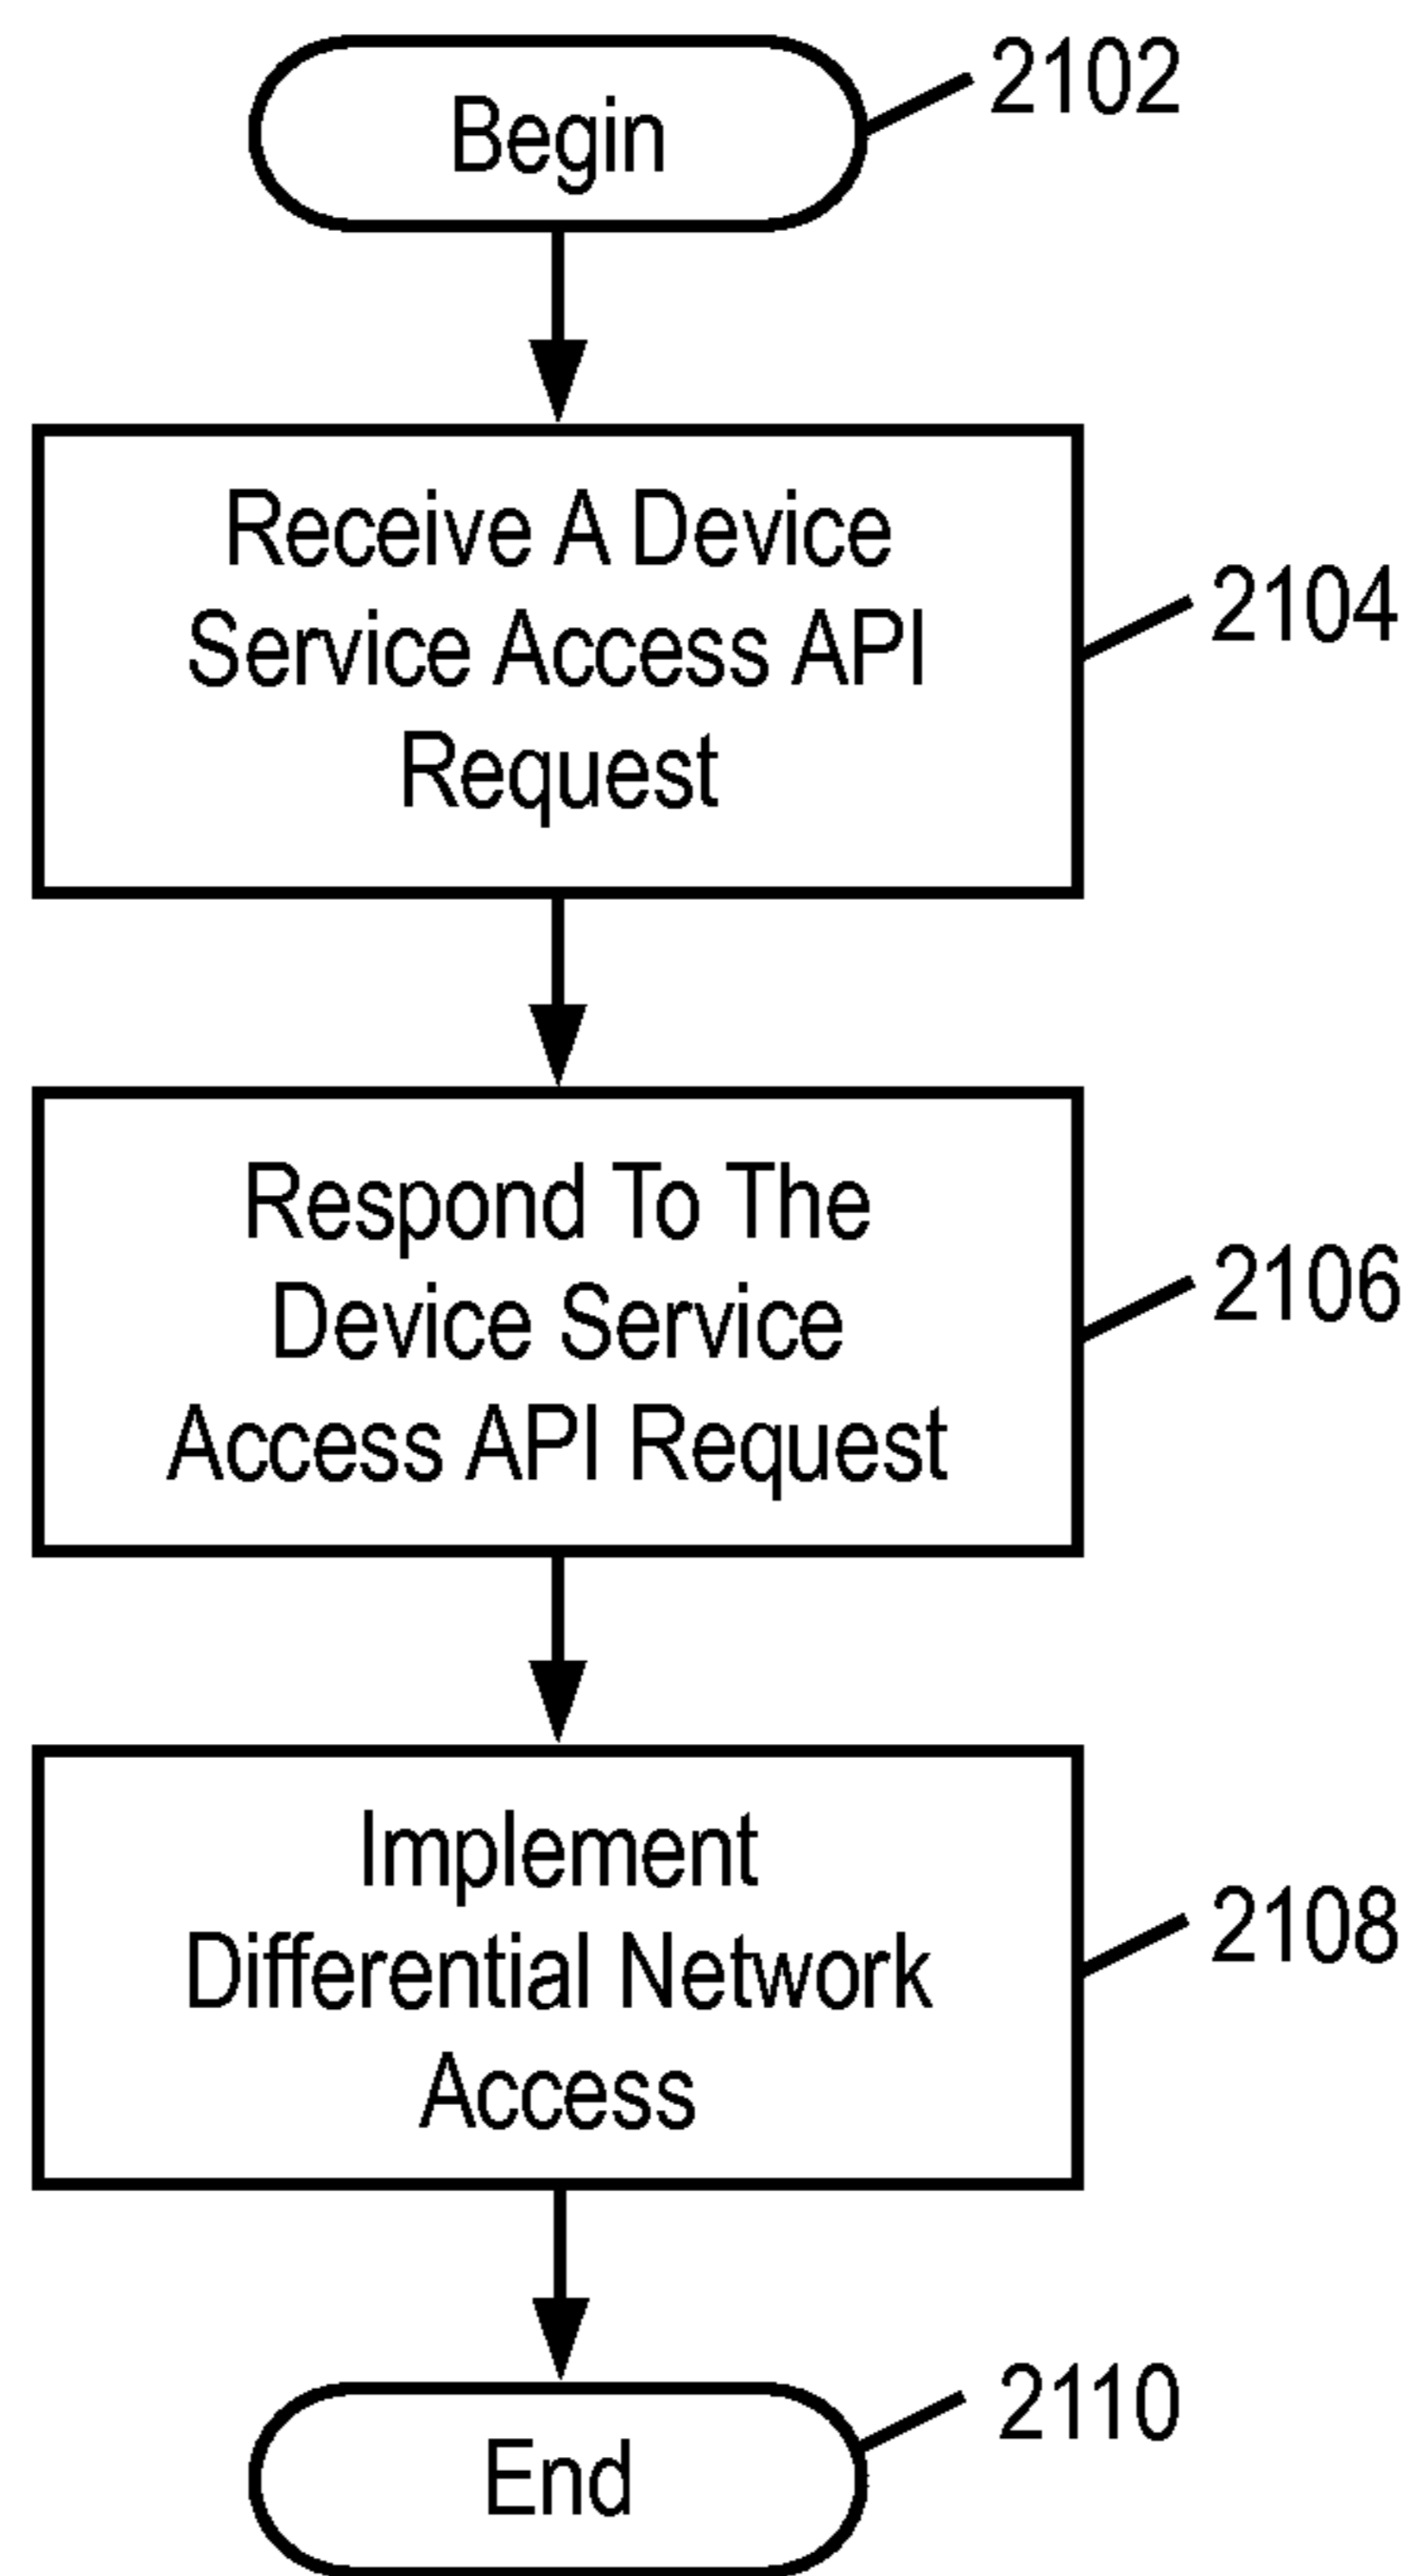 Begin
2102
Receive A Device
Service Access API
Request
2104
Respond To The
Device Service
Access API Request
2106
Implement
Differential Network
Access
2108
End
2110